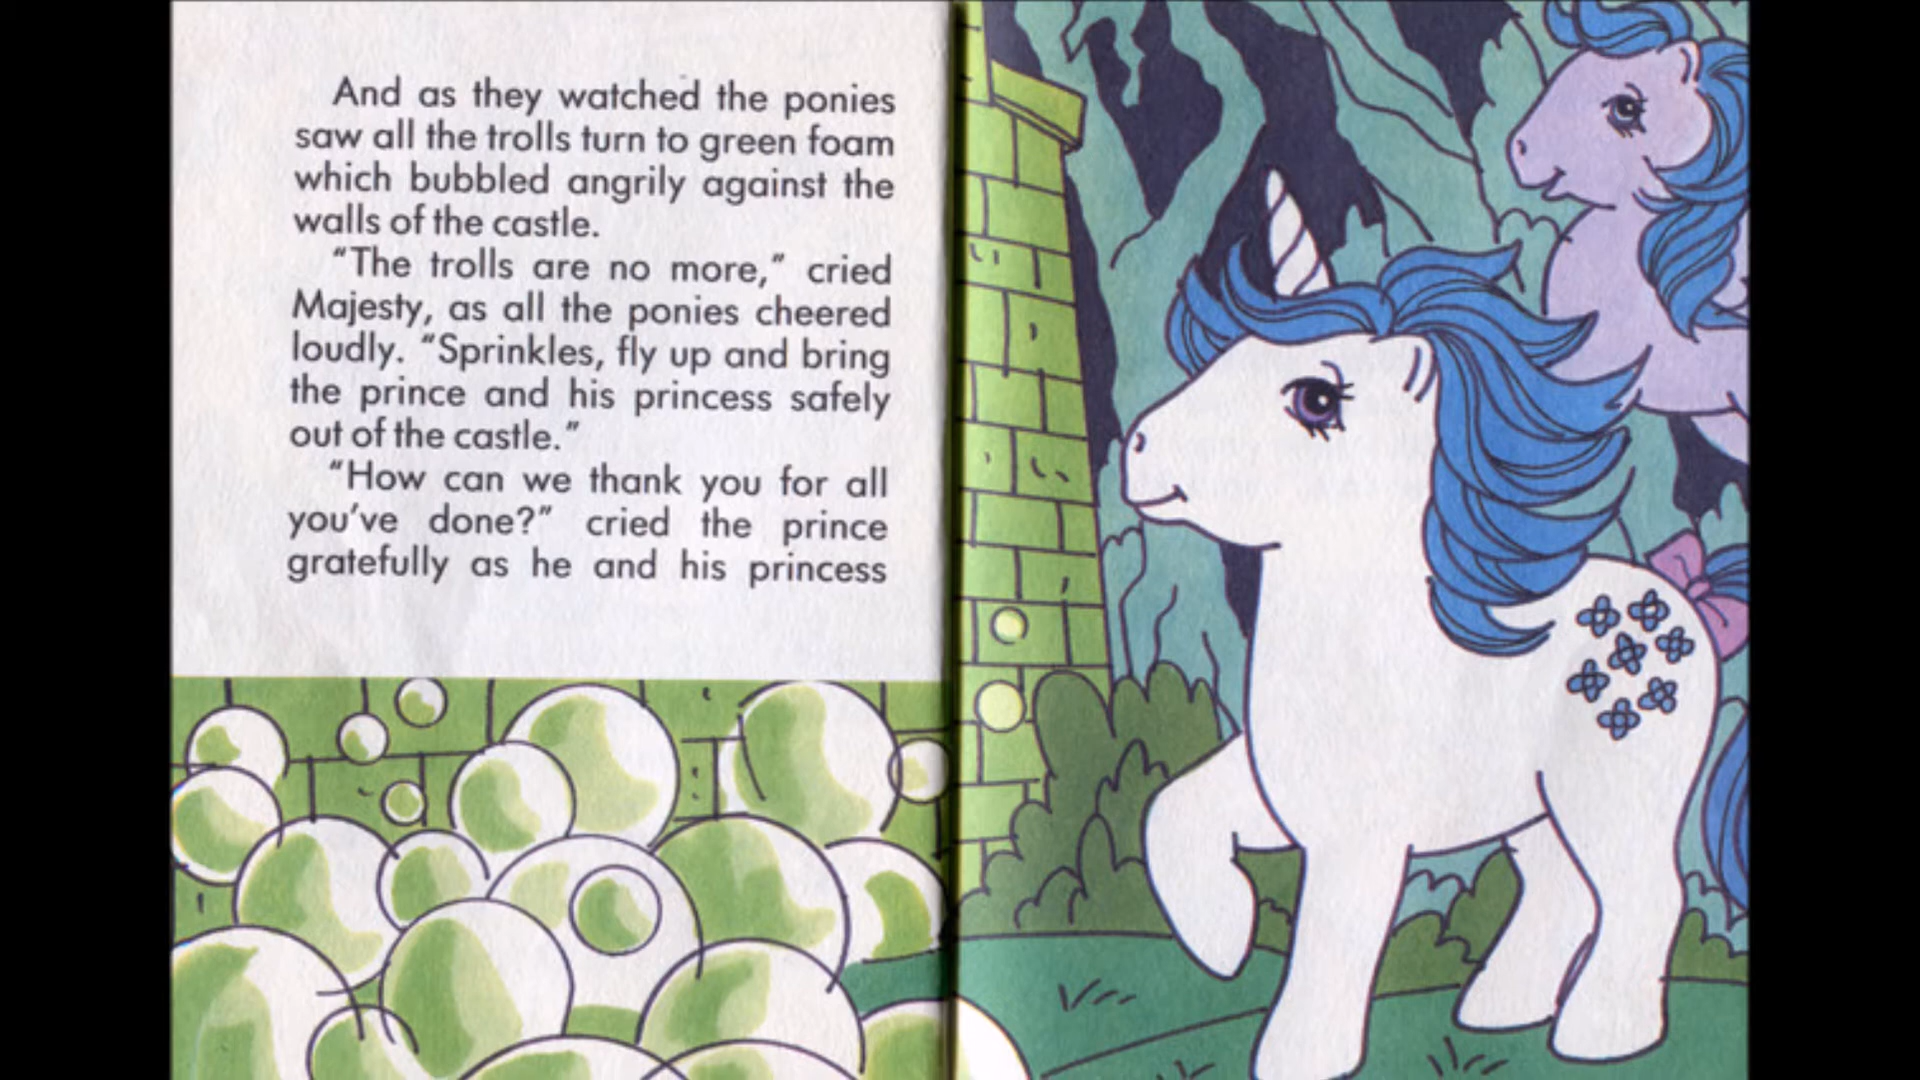 And as they watched the ponies
saw all the trolls turn to green foam
which bubbled angrily against the
walls of the castle.
“The trolls are no more,” cried
Majesty, as all the ponies cheered
loudly. “Sprinkles, fly up and bring
the prince and his princess safely
out of the castle.”
“How can we thank you for all
you’ve done?” cried the prince
gratefully as he and his princess